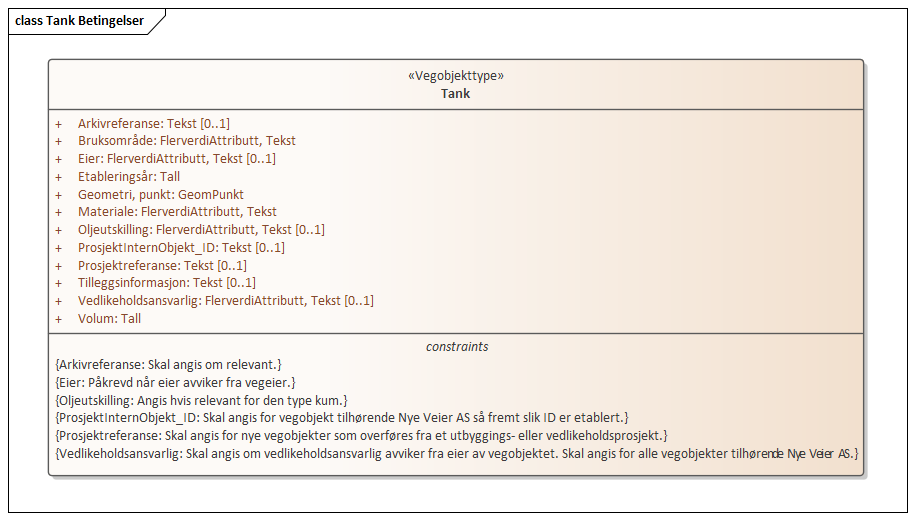 class Tank Betingelser
«Vegobjekttype»
Tank
+ Arkivreferanse: Tekst [0..1]
+ Bruksområde: FlerverdiAttributt, Tekst
+ Eier: FlerverdiAttributt, Tekst [0..1]
+ Etableringsår: Tall
+ Geometri, punkt: GeomPunkt
+ Materiale: FlerverdiAttributt, Tekst
+ Oljeutskilling: FlerverdiAttributt, Tekst [0..1]
+ ProsjektInternObjekt_ID: Tekst [0..1]
+ Prosjektreferanse: Tekst [0..1]
+ Tilleggsinformasjon: Tekst [0..1]
+ Vedlikeholdsansvarlig: FlerverdiAttributt, Tekst [0..1]
+ Volum: Tall
constraints
{Arkivreferanse: Skal angis om relevant.}
{Eier: Påkrevd når eier avviker fra vegeier.}
{Oljeutskilling: Angis hvis relevant for den type kum.}
{ProsjektInternObjekt_ID: Skal angis for vegobjekt tilhørende Nye Veier AS så fremt slik ID er etablert.}
{Prosjektreferanse: Skal angis for nye vegobjekter som overføres fra et utbyggings- eller vedlikeholdsprosjekt.}
{Vedlikeholdsansvarlig: Skal angis om vedlikeholdsansvarlig avviker fra eier av vegobjektet. Skal angis for alle vegobjekter tilhørende Nye Veier AS.}